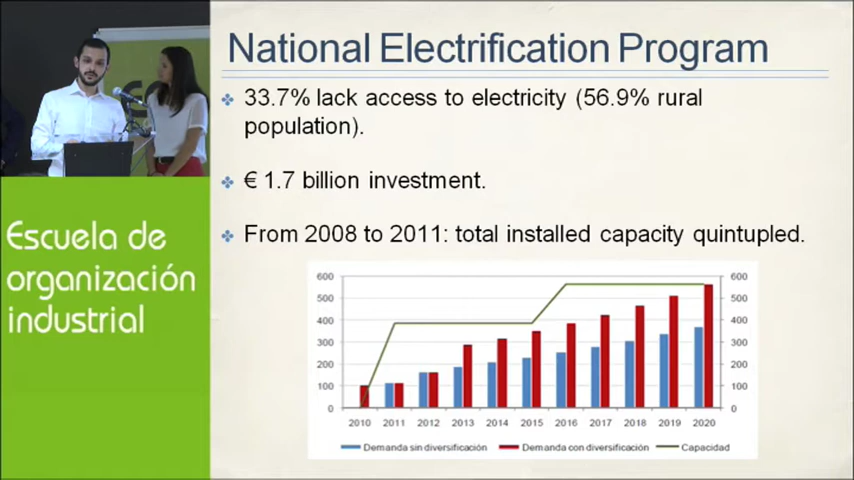 National Electrification Program
33.7% lack access to electricity (56.9% rural
population).
€ 1.7 billion investment.
From 2008 to 2011: total installed capacity quintupled.
Escuela de
organización
industrial
600 600
500 500
400 400
300 300
200 200
100 100
0 0
2010 2011 2012 2013 2014 2015 2016 2017 2018 2019 2020
Demanda sin diversificación Demanda con diversificación Capacidad